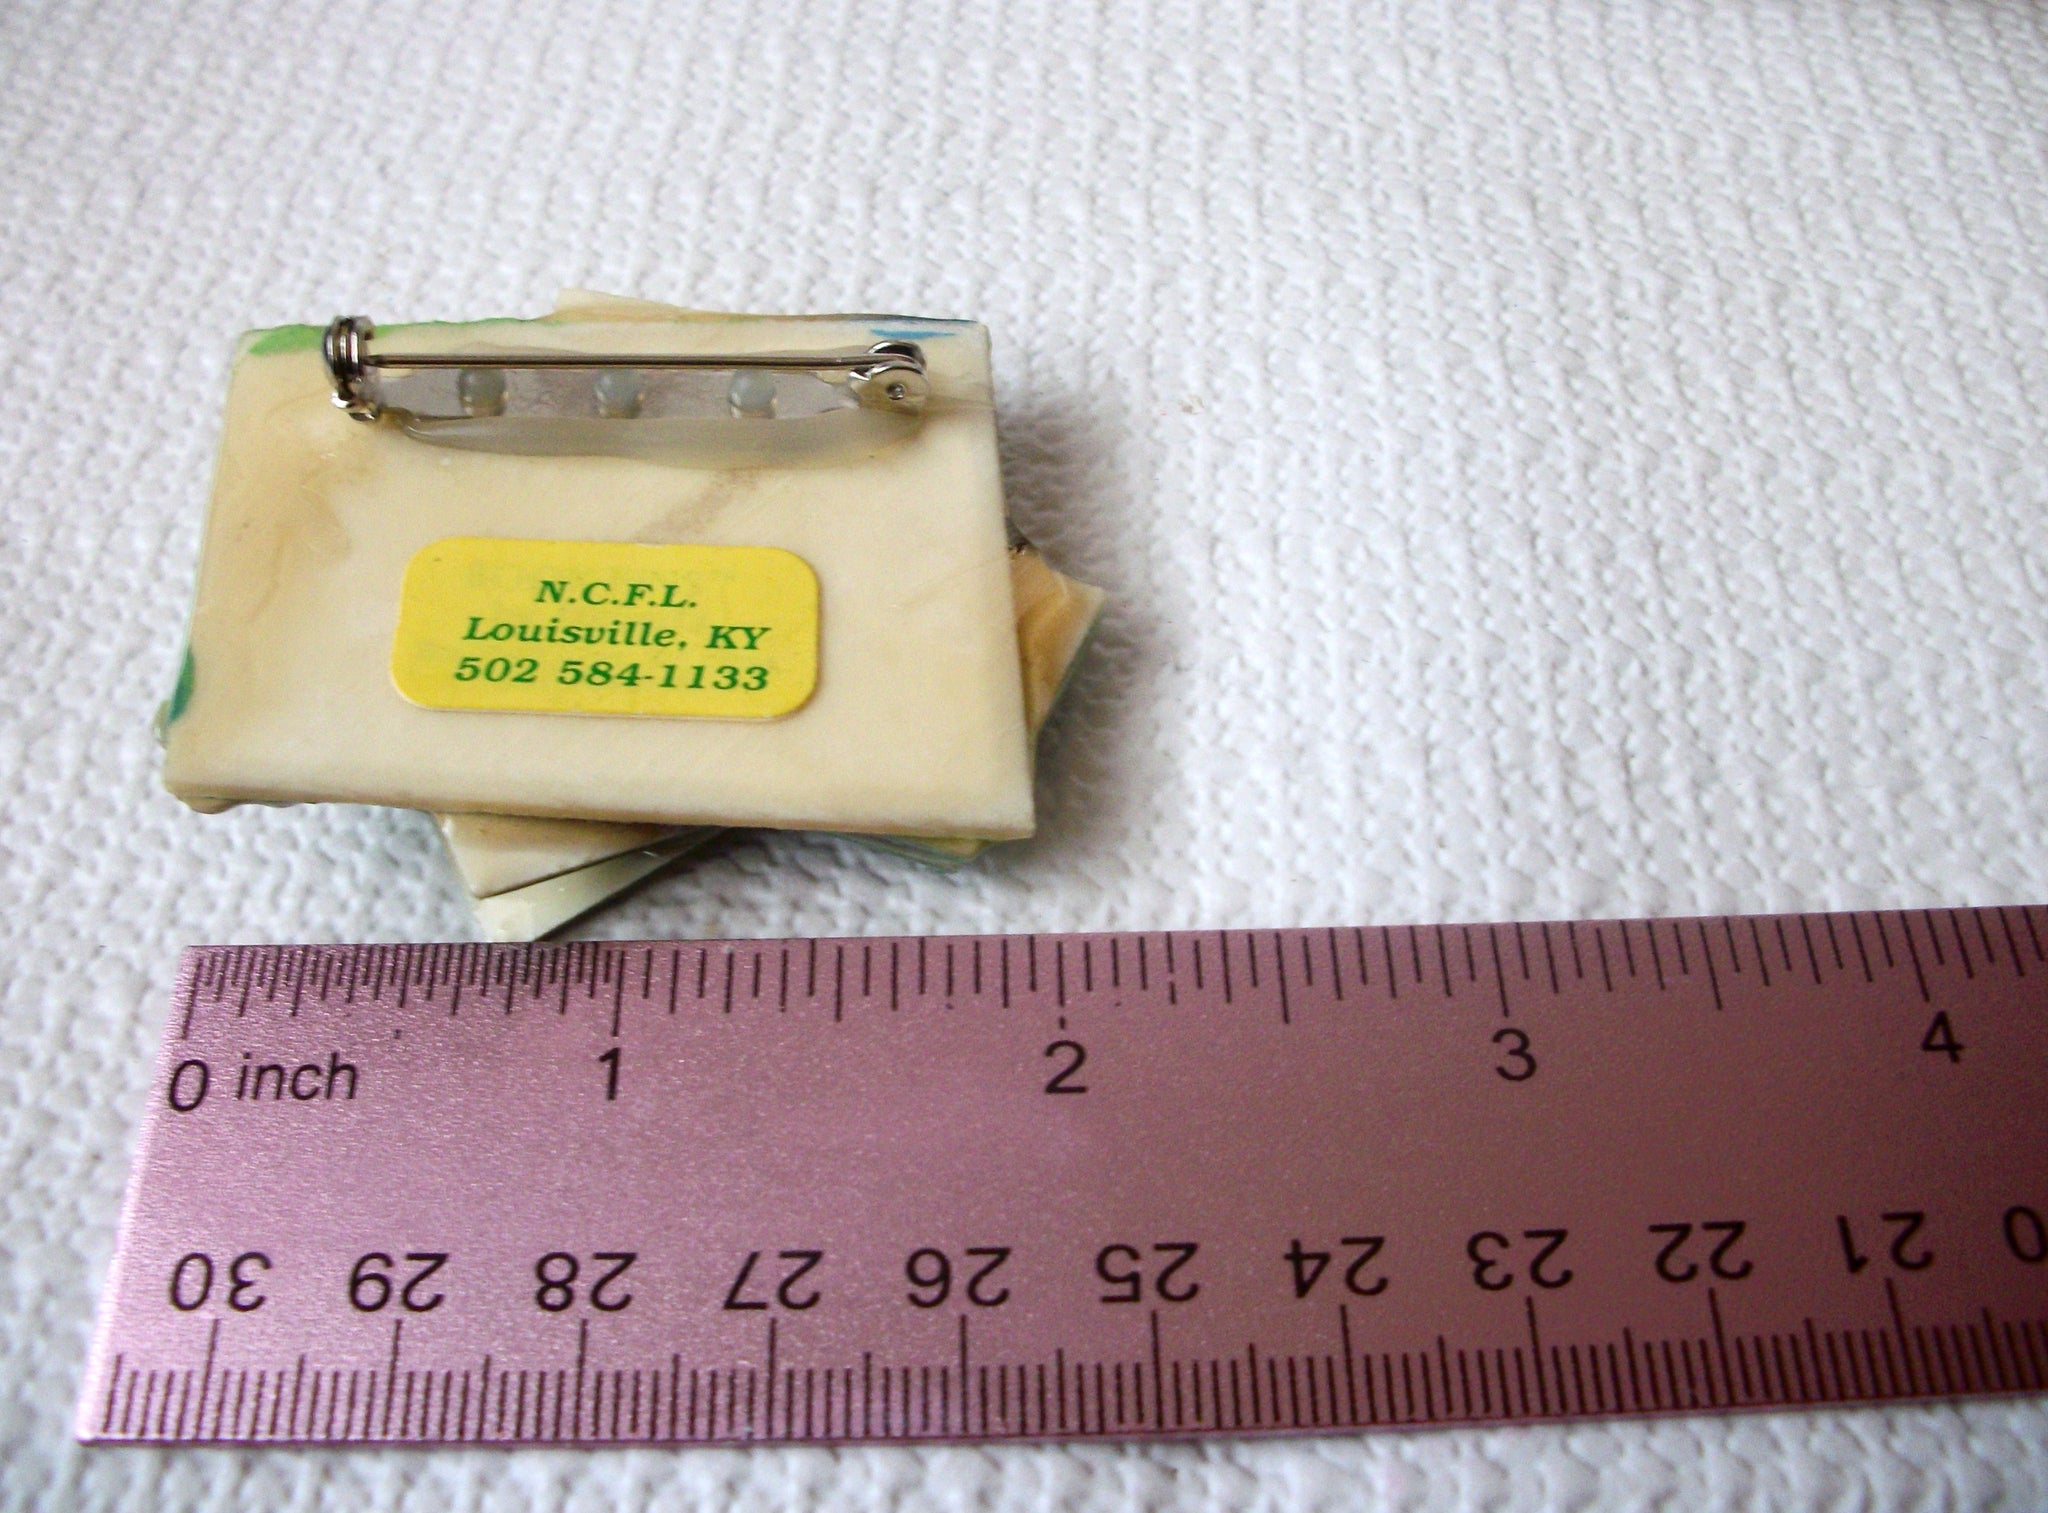 N.C.F.L.
Louisville, KY
502 584-1133
0 inch 1 2 3 4
30 29 28 27 26 25 24 23 22 21 0